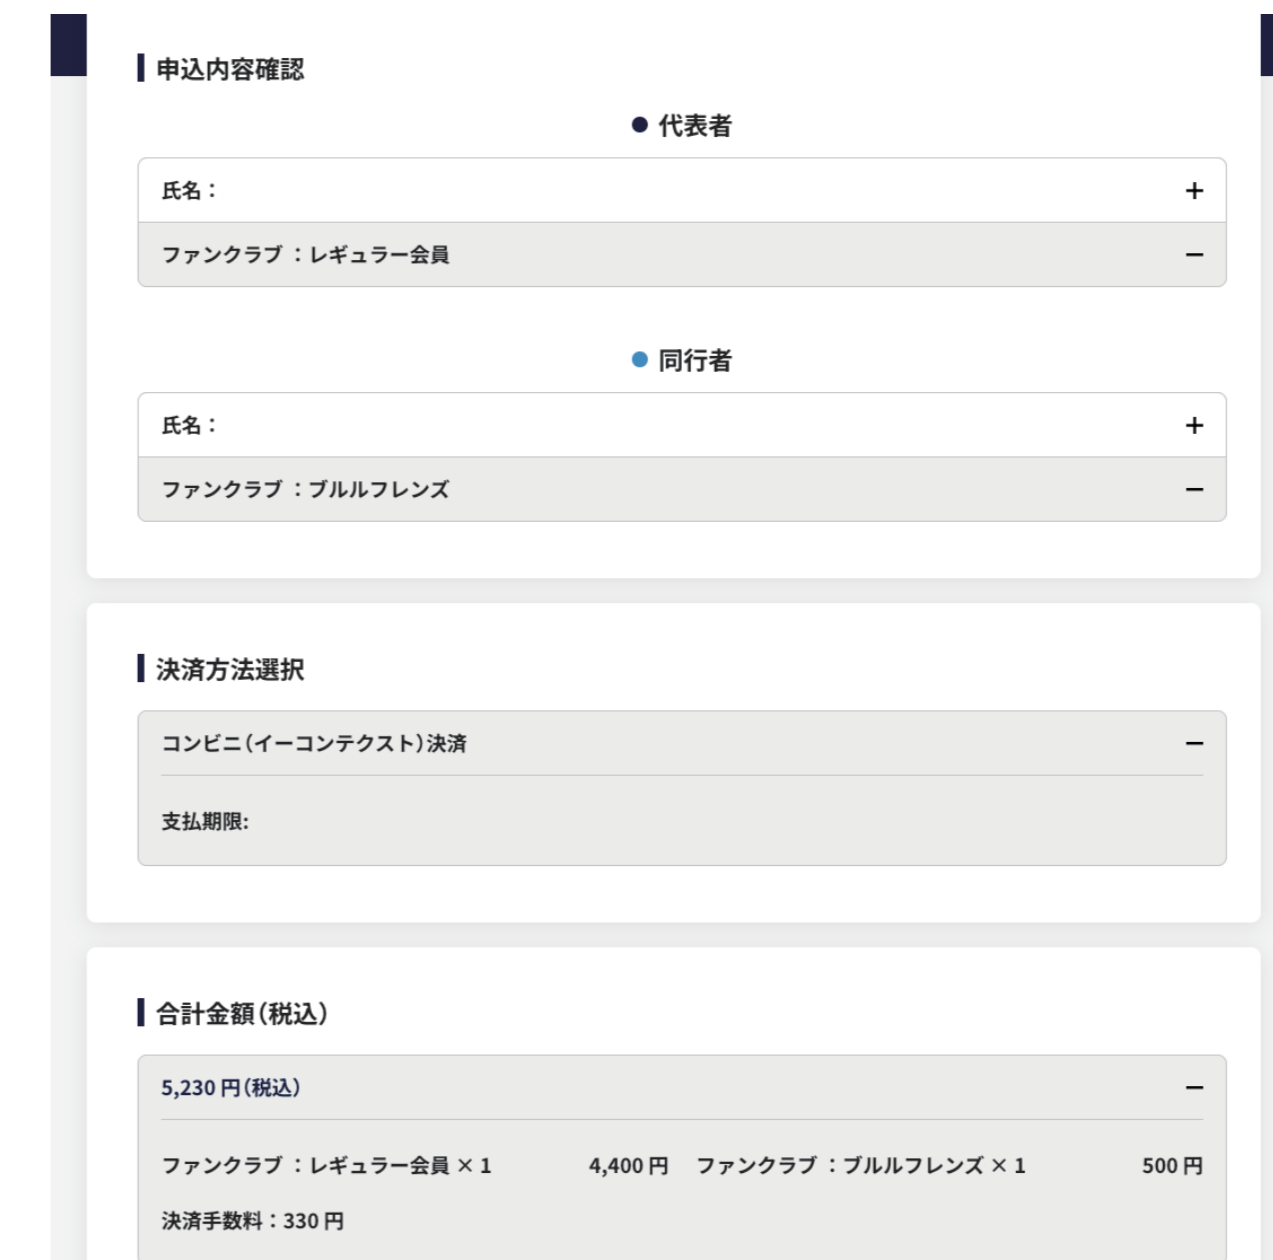 申込内容確認
代表者
氏名：
ファンクラブ ：レギュラー会員
同行者
氏名：
ファンクラブ ：ブルルフレンズ
決済方法選択
コンビニ（イーコンテクスト）決済
支払期限:
合計金額（税込）
5,230 円（税込）
ファンクラブ ：レギュラー会員 × 1 4,400 円 ファンクラブ ：ブルルフレンズ × 1 500 円
決済手数料：330 円